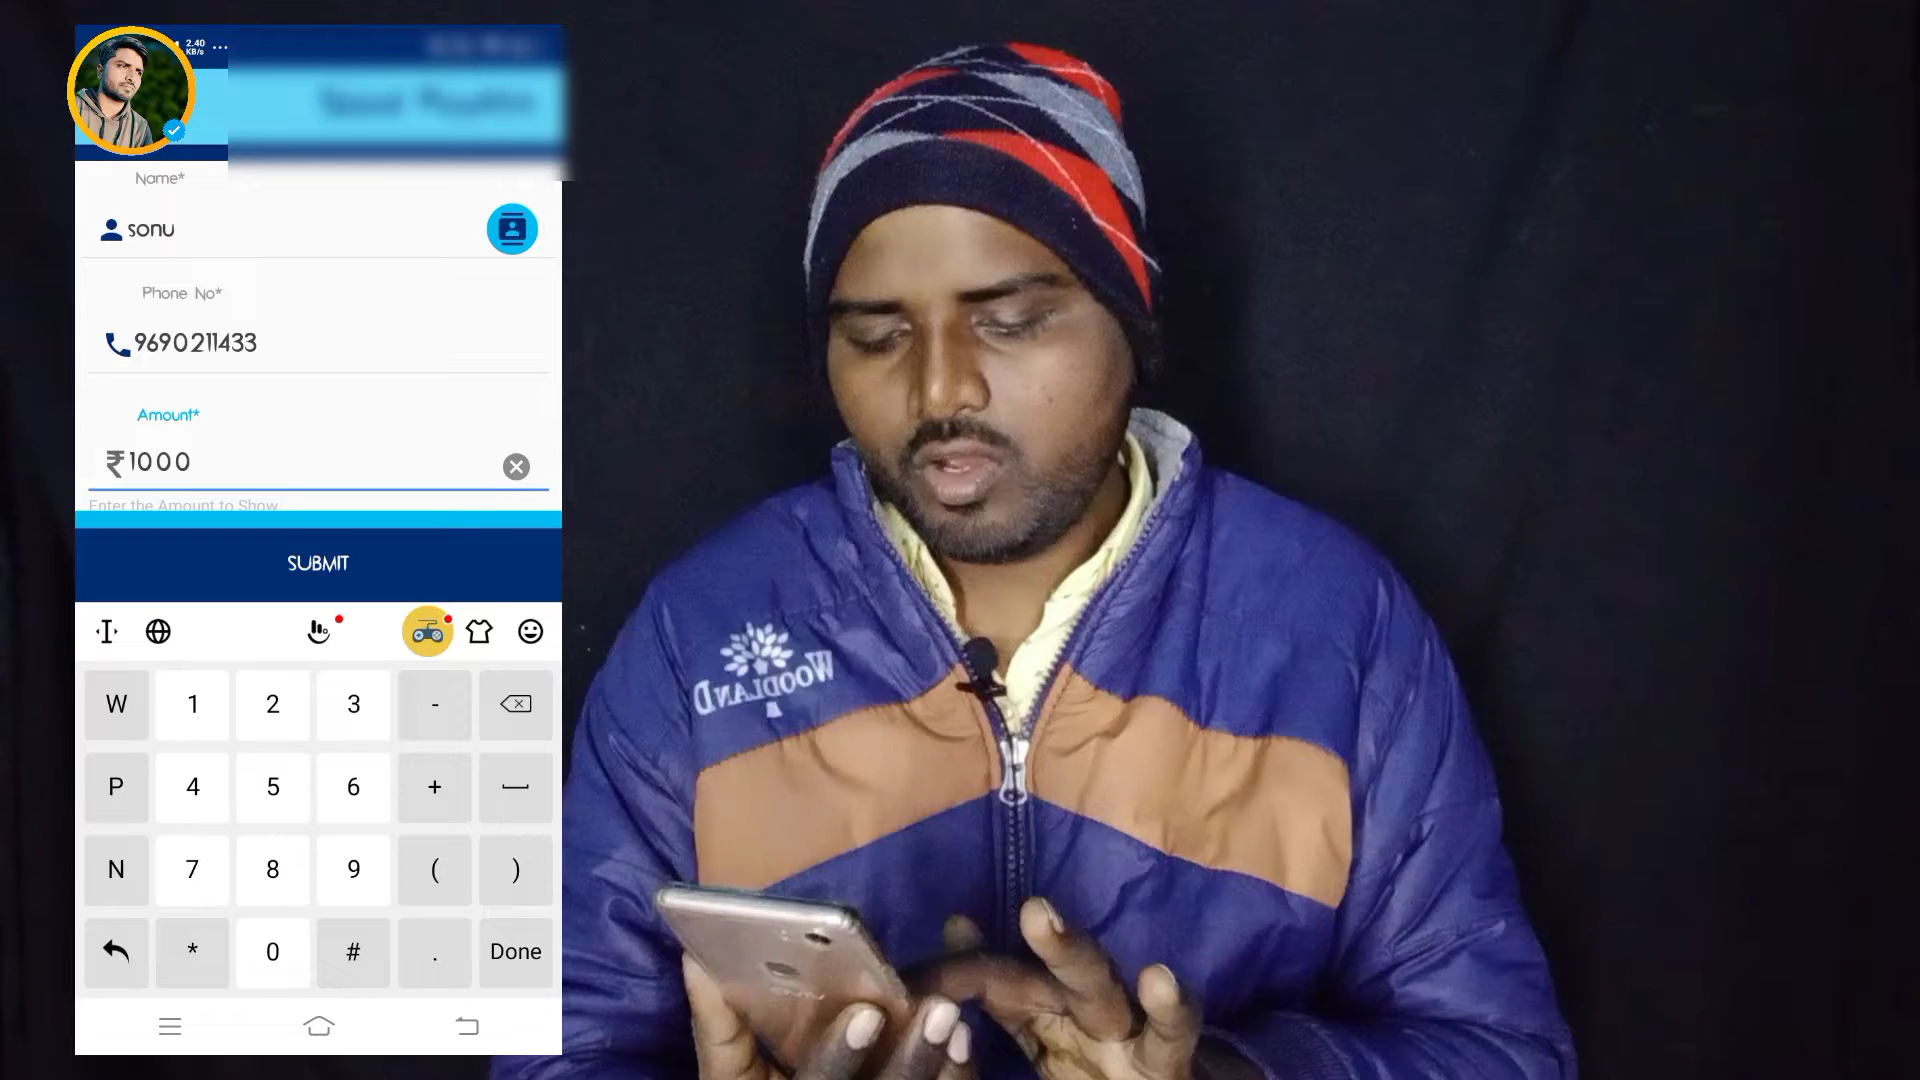 2.40
KB/s
Name*
sonu
Phone No*
9690211433
Amount*
₹1000
Enter the Amount to Show
SUBMIT
W 1 2 3 -
P 4 5 6 +
N 7 8 9 ( )
* 0 # . Done
WOODLAND